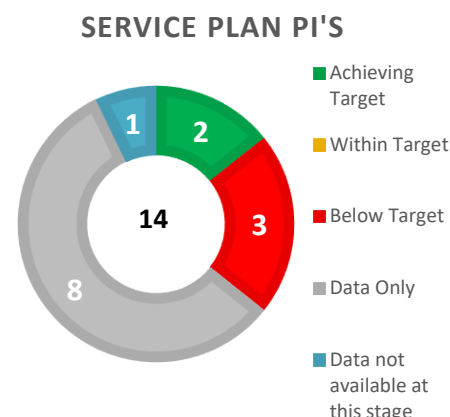 SERVICE PLAN PI'S
Achieving
Target
Within Target
Below Target
Data Only
Data not
available at
this stage
1
2
14
3
8